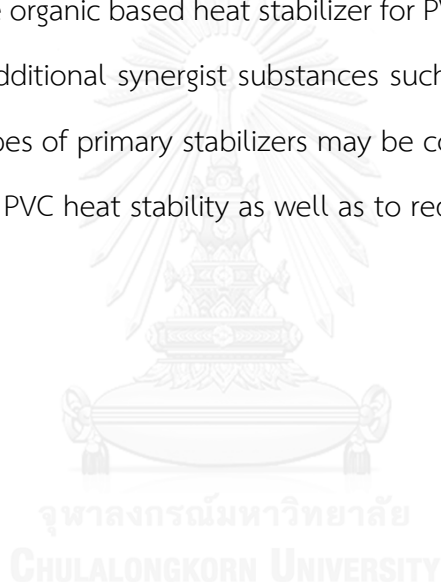 e organic based heat stabilizer for PV
dditional synergist substances such
pes of primary stabilizers may be co
PVC heat stability as well as to rec
จุฬาลงกรณ์มหาวิทยาลัย
CHULALONGKORN UNIVERSITY